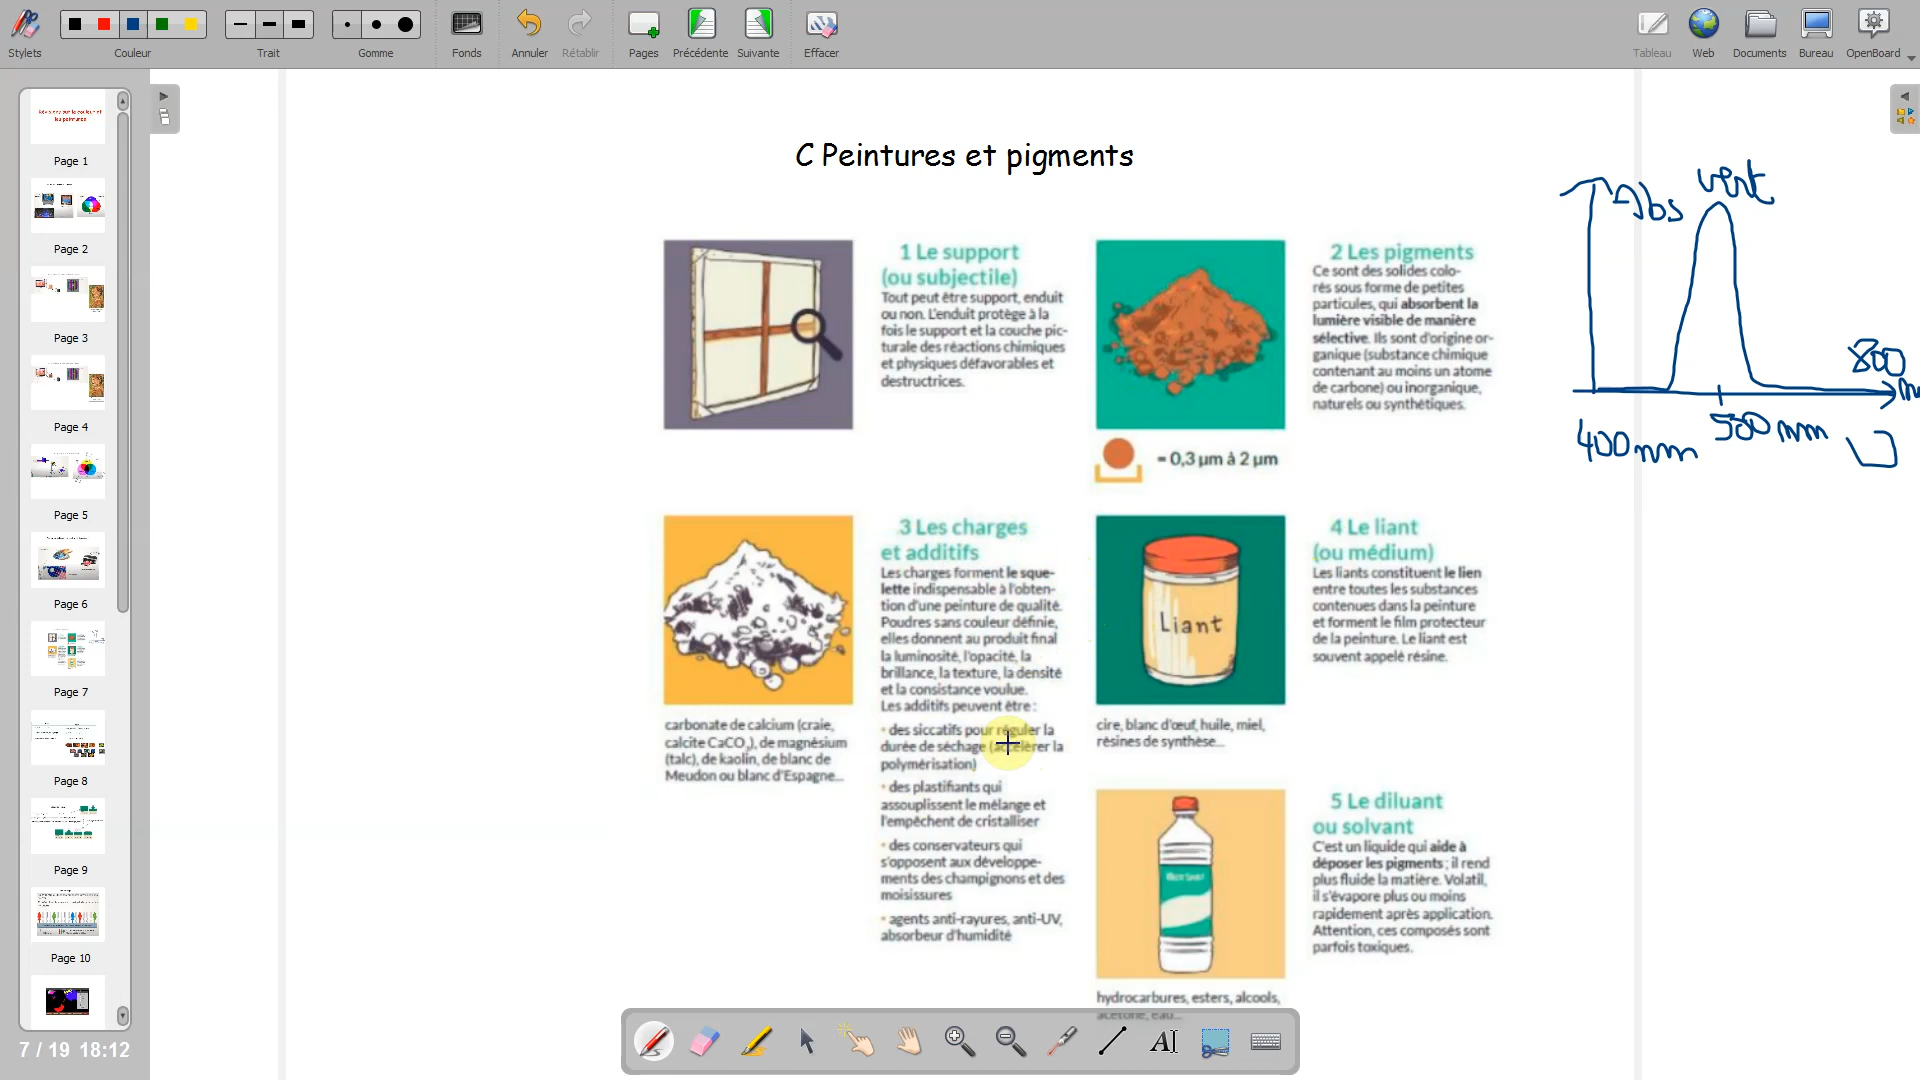 Stylets
Couleur
Trait
Gomme
Fonds
Annuler
Rétablir
Pages
Précédente
Suivante
Effacer
Tableau
Web
Documents
Bureau
OpenBoard
Page 1
Page 2
Page 3
Page 4
Page 5
Page 6
Page 7
Page 8
Page 9
Page 10
7 / 19 18:12
C Peintures et pigments
1 Le support
(ou subjectile)
Tout peut être support, enduit
ou non. L'enduit protège à la
fois le support et la couche pic-
turale des réactions chimiques
et physiques défavorables et
destructrices.
2 Les pigments
Ce sont des solides colo-
rés sous forme de petites
particules, qui absorbent la
lumière visible de manière
sélective. Ils sont d'origine or-
ganique (substance chimique
contenant au moins un atome
de carbone) ou inorganique,
naturels ou synthétiques.
= 0,3 µm à 2 µm
3 Les charges
et additifs
Les charges forment le sque-
lette indispensable à l'obten-
tion d'une peinture de qualité.
Poudres sans couleur définie,
elles donnent au produit final
la luminosité, l'opacité, la
brillance, la texture, la densité
et la consistance voulue.
Les additifs peuvent être :
• des siccatifs pour réguler la
durée de séchage (accélérer la
polymérisation)
• des plastifiants qui
assouplissent le mélange et
l'empêchent de cristalliser
• des conservateurs qui
s'opposent aux développe-
ments des champignons et des
moisissures
• agents anti-rayures, anti-UV,
absorbeur d'humidité
carbonate de calcium (craie,
calcite CaCO3), de magnésium
(talc), de kaolin, de blanc de
Meudon ou blanc d'Espagne...
4 Le liant
(ou médium)
Les liants constituent le lien
entre toutes les substances
contenues dans la peinture
et forment le film protecteur
de la peinture. Le liant est
souvent appelé résine.
Liant
cire, blanc d'œuf, huile, miel,
résines de synthèse...
5 Le diluant
ou solvant
C'est un liquide qui aide à
déposer les pigments ; il rend
plus fluide la matière. Volatil,
il s'évapore plus ou moins
rapidement après application.
Attention, ces composés sont
parfois toxiques.
hydrocarbures, esters, alcools,
acétone, eau...
Abs
vert
800
400 nm
550 nm